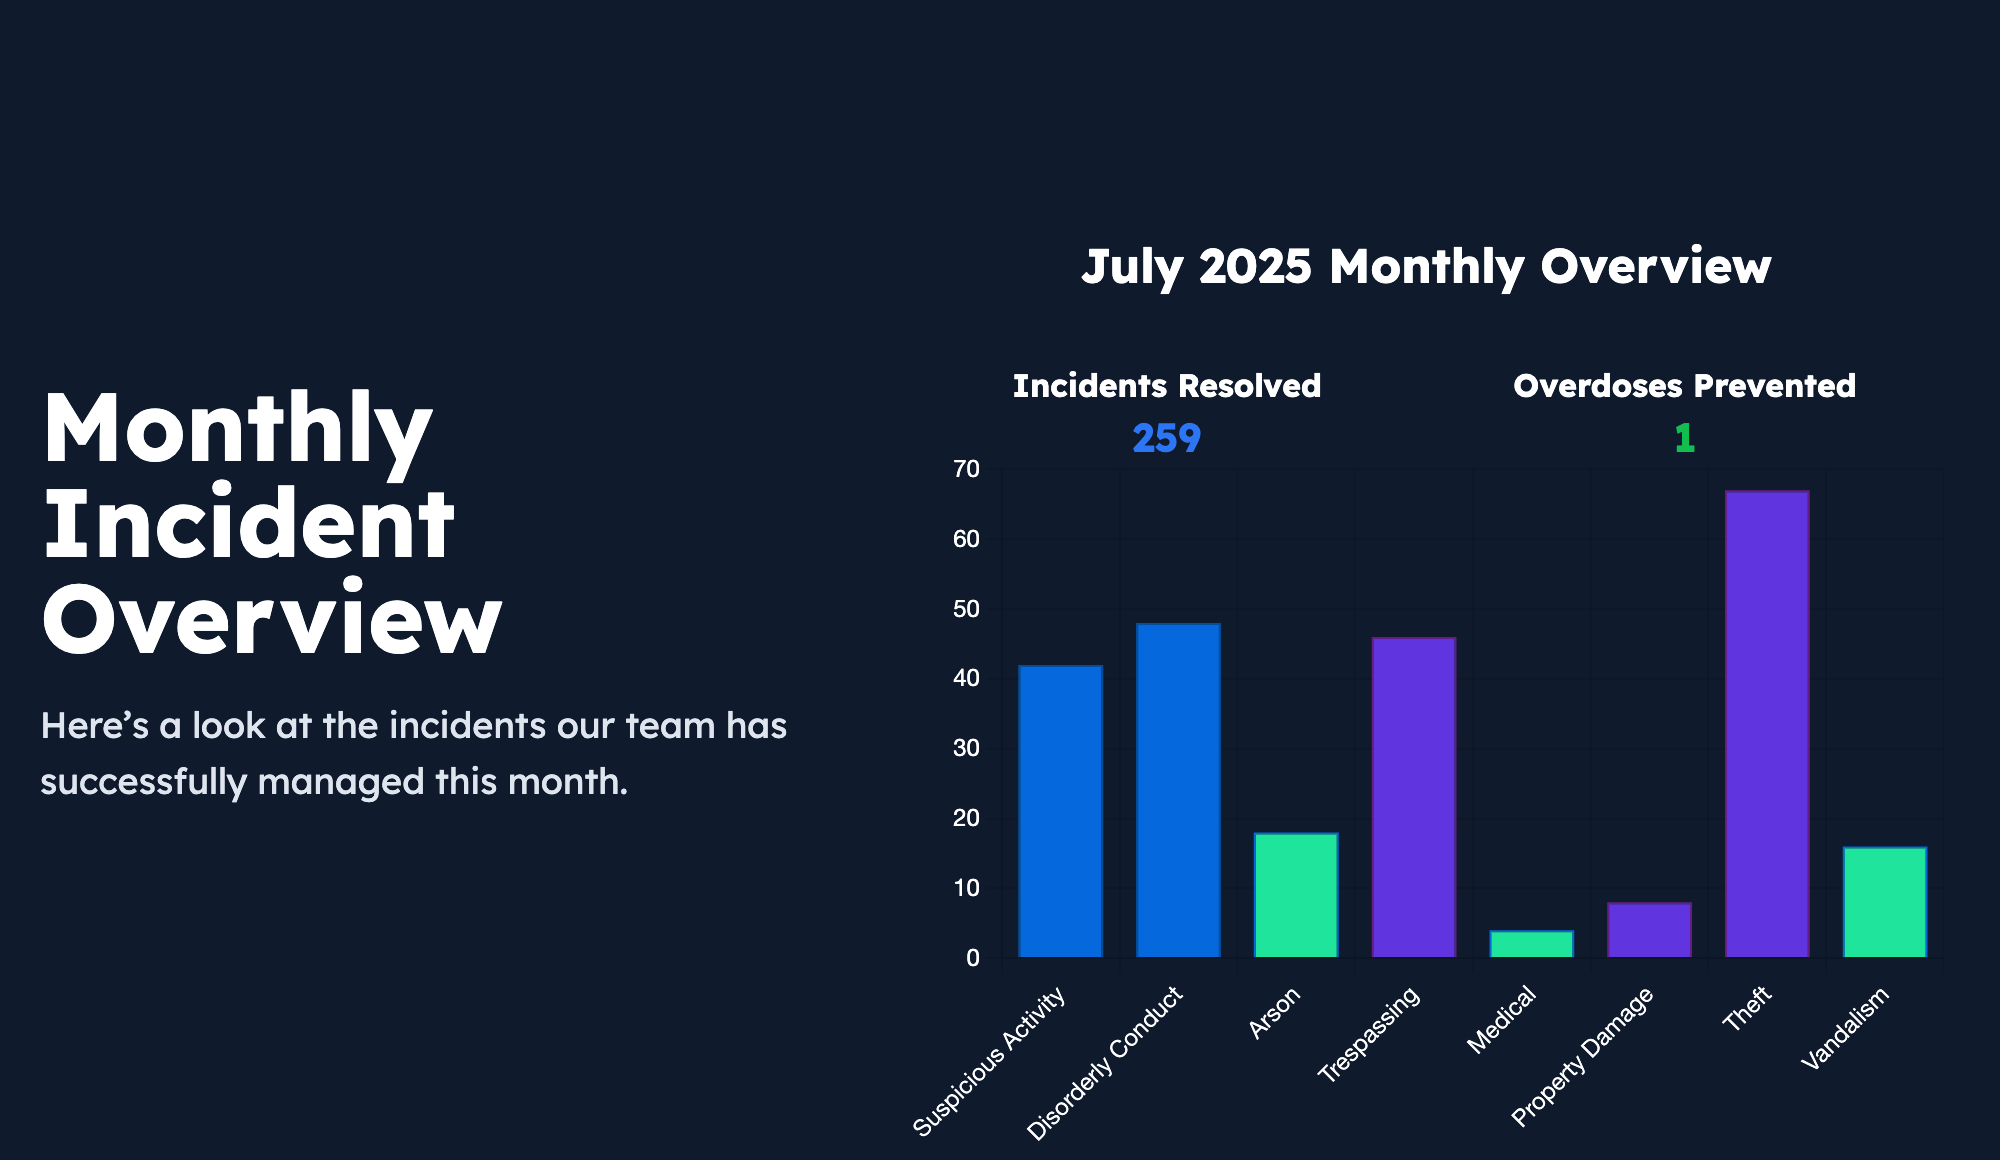 Monthly
Incident
Overview
Here’s a look at the incidents our team has
successfully managed this month.
July 2025 Monthly Overview
Incidents Resolved
259
Overdoses Prevented
1
70
60
50
40
30
20
10
0
Suspicious Activity
Disorderly Conduct
Arson
Trespassing
Medical
Property Damage
Theft
Vandalism